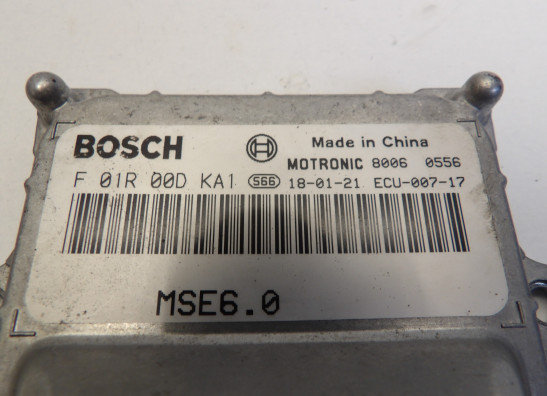 BOSCH
Made in China
MOTRONIC 8006 0556
F 01R 00D KA1 S66 18-01-21 ECU-007-17
MSE6.0